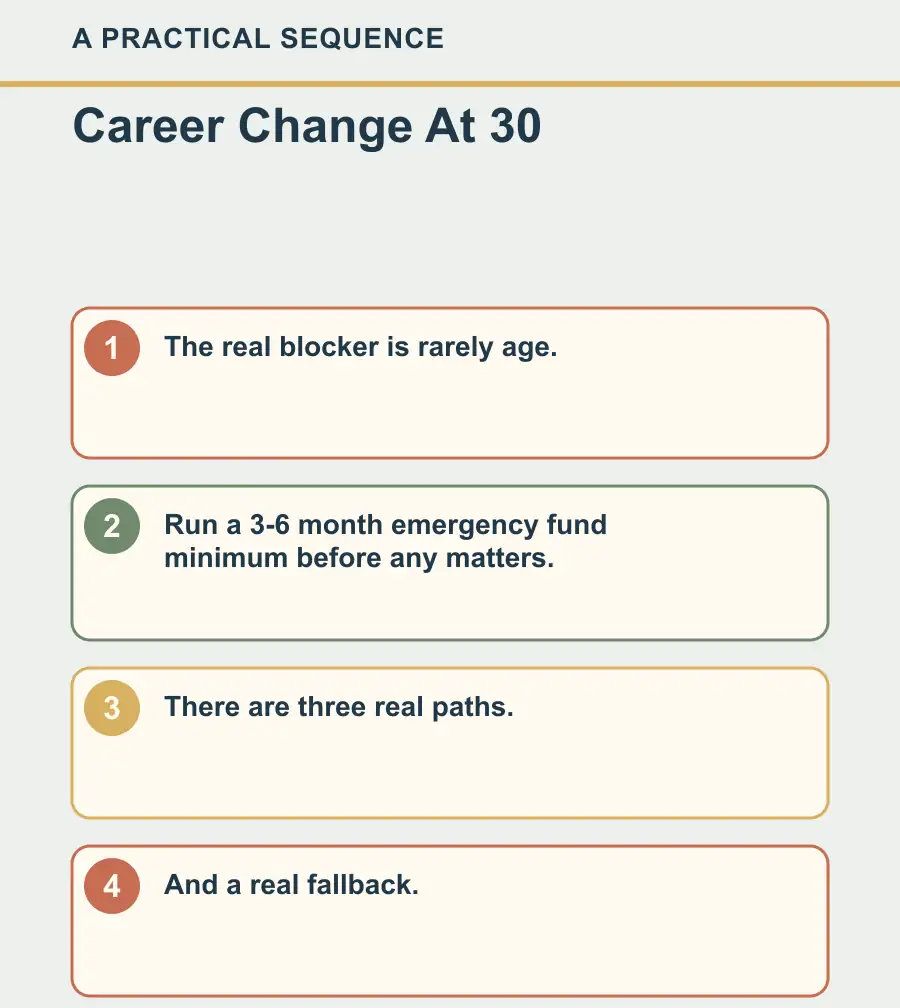 A PRACTICAL SEQUENCE
Career Change At 30
1
The real blocker is rarely age.
2
Run a 3-6 month emergency fund
minimum before any matters.
3
There are three real paths.
4
And a real fallback.